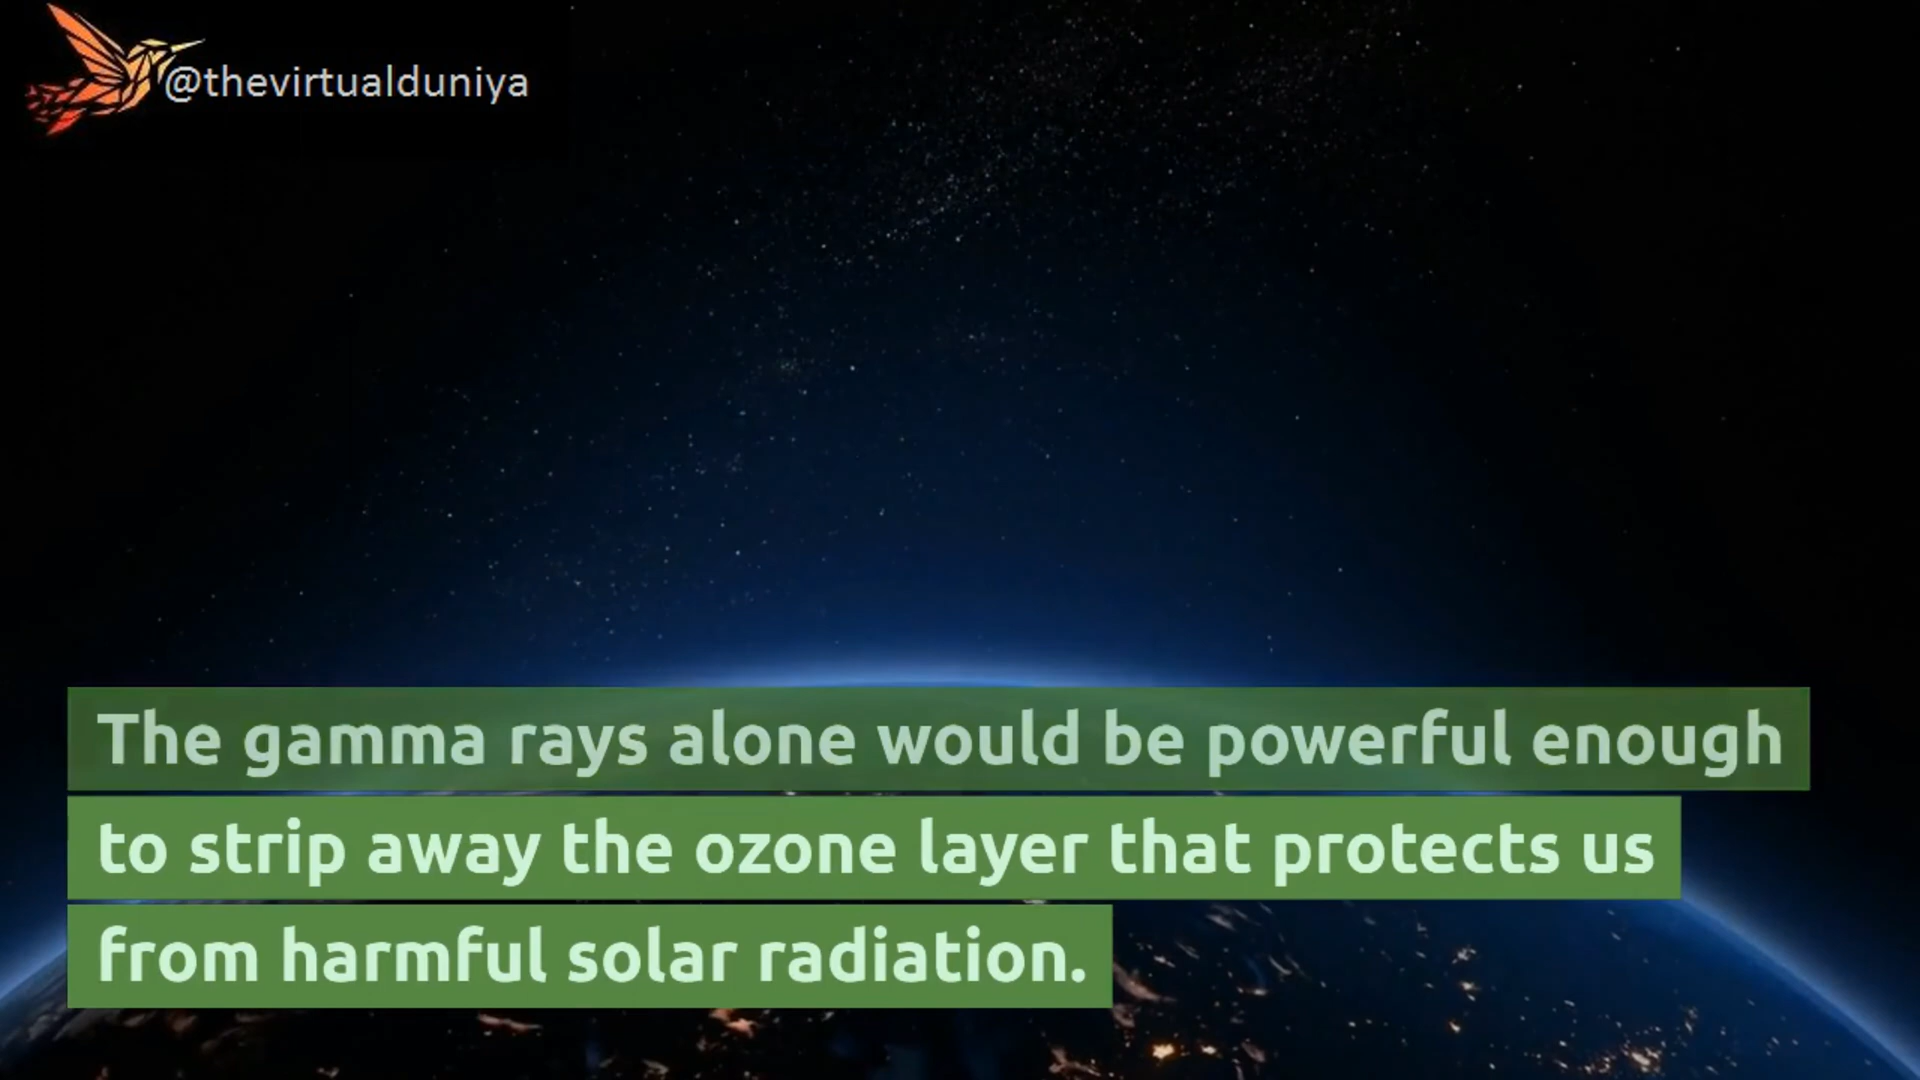 @thevirtualduniya
The gamma rays alone would be powerful enough
to strip away the ozone layer that protects us
from harmful solar radiation.